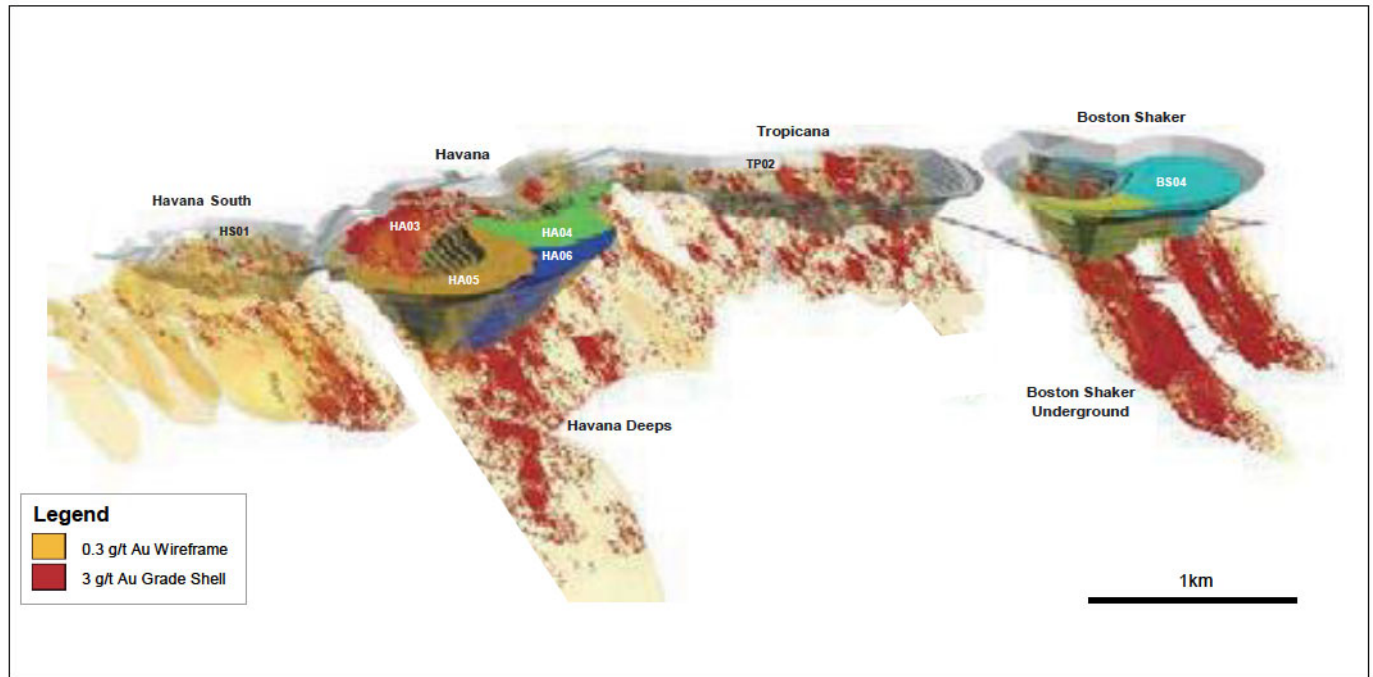 Boston Shaker
Tropicana
Havana
TP02
BS04
Havana South
HS01
HA03
HA04
HA06
HA05
Boston Shaker
Underground
Havana Deeps
Legend
0.3 g/t Au Wireframe
3 g/t Au Grade Shell
1km